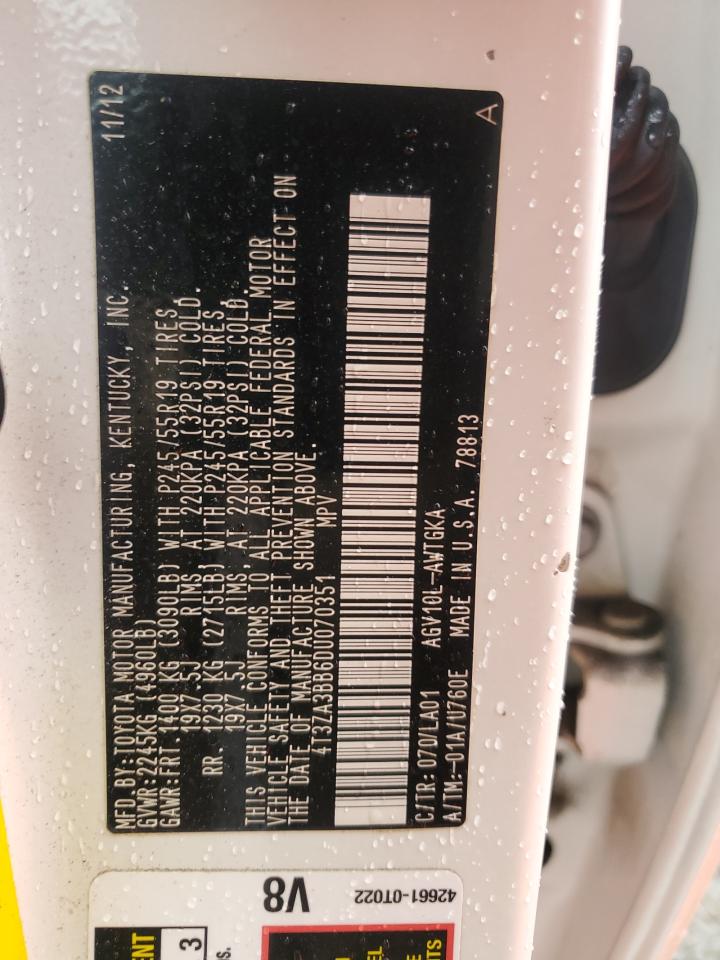 MFD.BY:TOYOTA MOTOR MANUFACTURING, KENTUCKY, INC. 11/12
GVWR:2245KG(4960LB)
GAWR:FRT.1400 KG (3090LB) WITH P245/55R19 TIRES,
19X7.5J RIMS, AT 220KPA (32PSI) COLD.
RR. 1230 KG (2715LB) WITH P245/55R19 TIRES
19X7.5J RIMS, AT 220KPA (32PSI) COLD.
THIS VEHICLE CONFORMS TO ALL APPLICABLE FEDERAL MOTOR
VEHICLE SAFETY AND THEFT PREVENTION STANDARDS IN EFFECT ON
THE DATE OF MANUFACTURE SHOWN ABOVE.
4T3ZA3BB6DU070351 MPV
C/TR:070/LA01 AGV10L-AWTGKA
A/TM:-01A/U760E MADE IN U.S.A. 78813
A
V8
42661-0T022
3